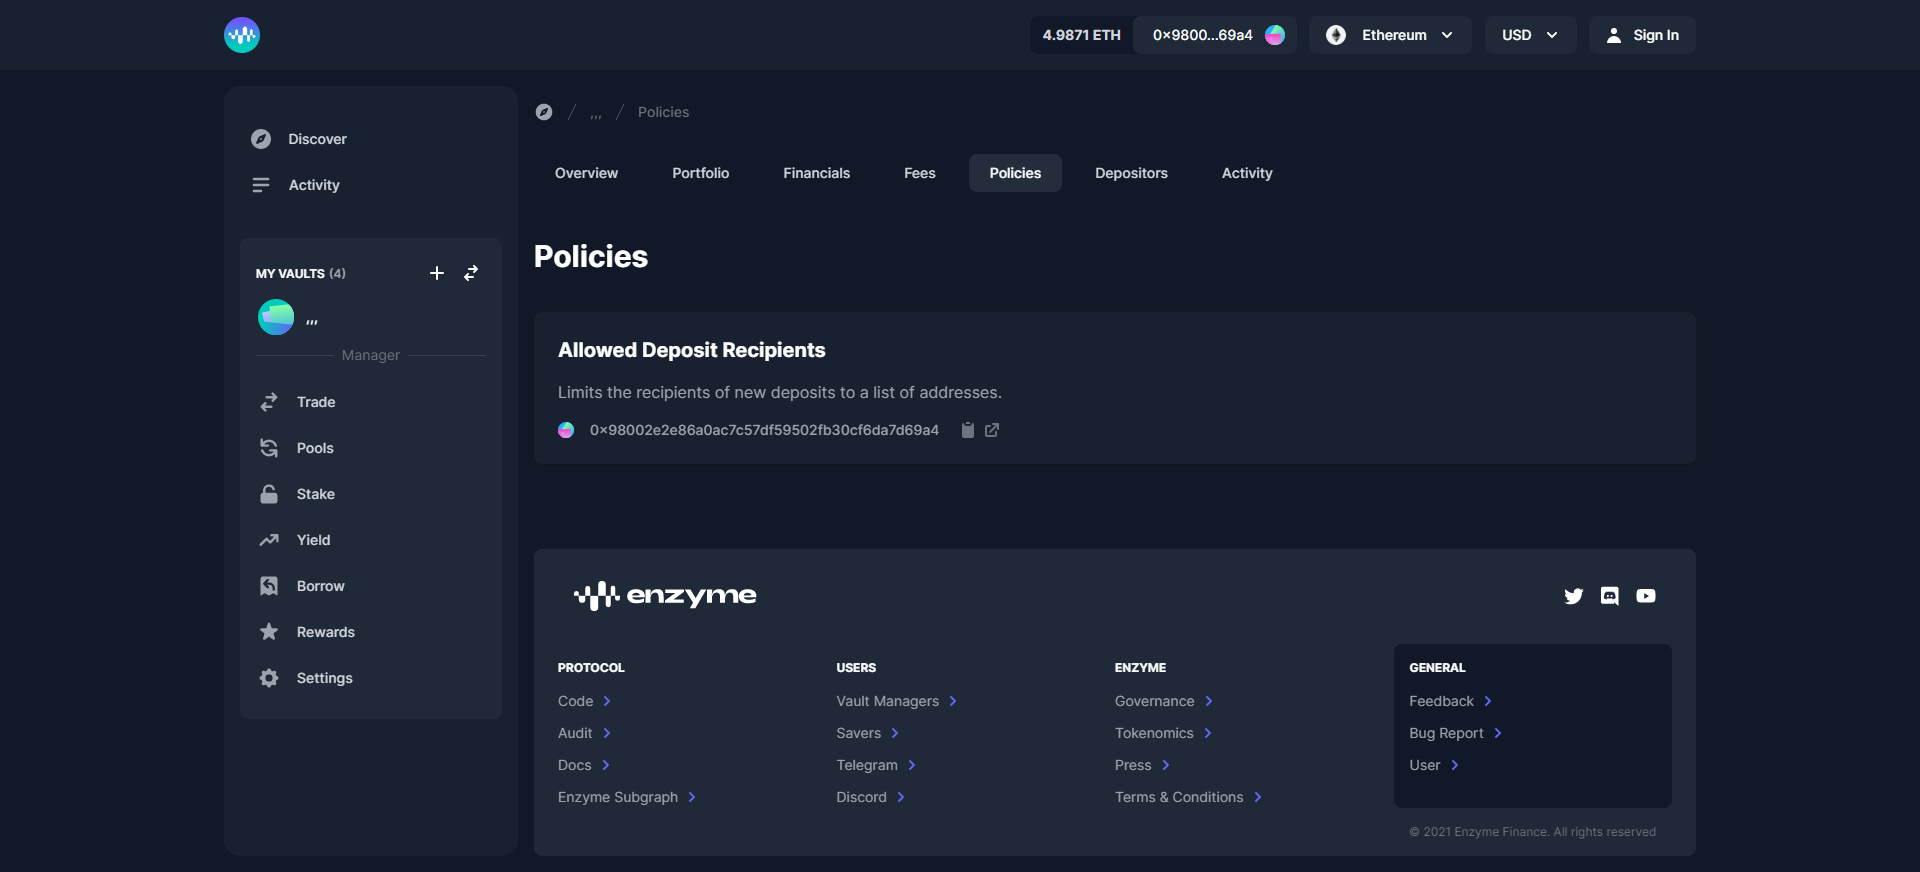 4.9871 ETH
0×9800...69a4
Ethereum
USD
Sign In
Discover
Activity
MY VAULTS (4)
,,,
Manager
Trade
Pools
Stake
Yield
Borrow
Rewards
Settings
/ ,,, / Policies
Overview
Portfolio
Financials
Fees
Policies
Depositors
Activity
Policies
Allowed Deposit Recipients
Limits the recipients of new deposits to a list of addresses.
0×98002e2e86a0ac7c57df59502fb30cf6da7d69a4
enzyme
PROTOCOL
Code
Audit
Docs
Enzyme Subgraph
USERS
Vault Managers
Savers
Telegram
Discord
ENZYME
Governance
Tokenomics
Press
Terms & Conditions
GENERAL
Feedback
Bug Report
User
© 2021 Enzyme Finance. All rights reserved